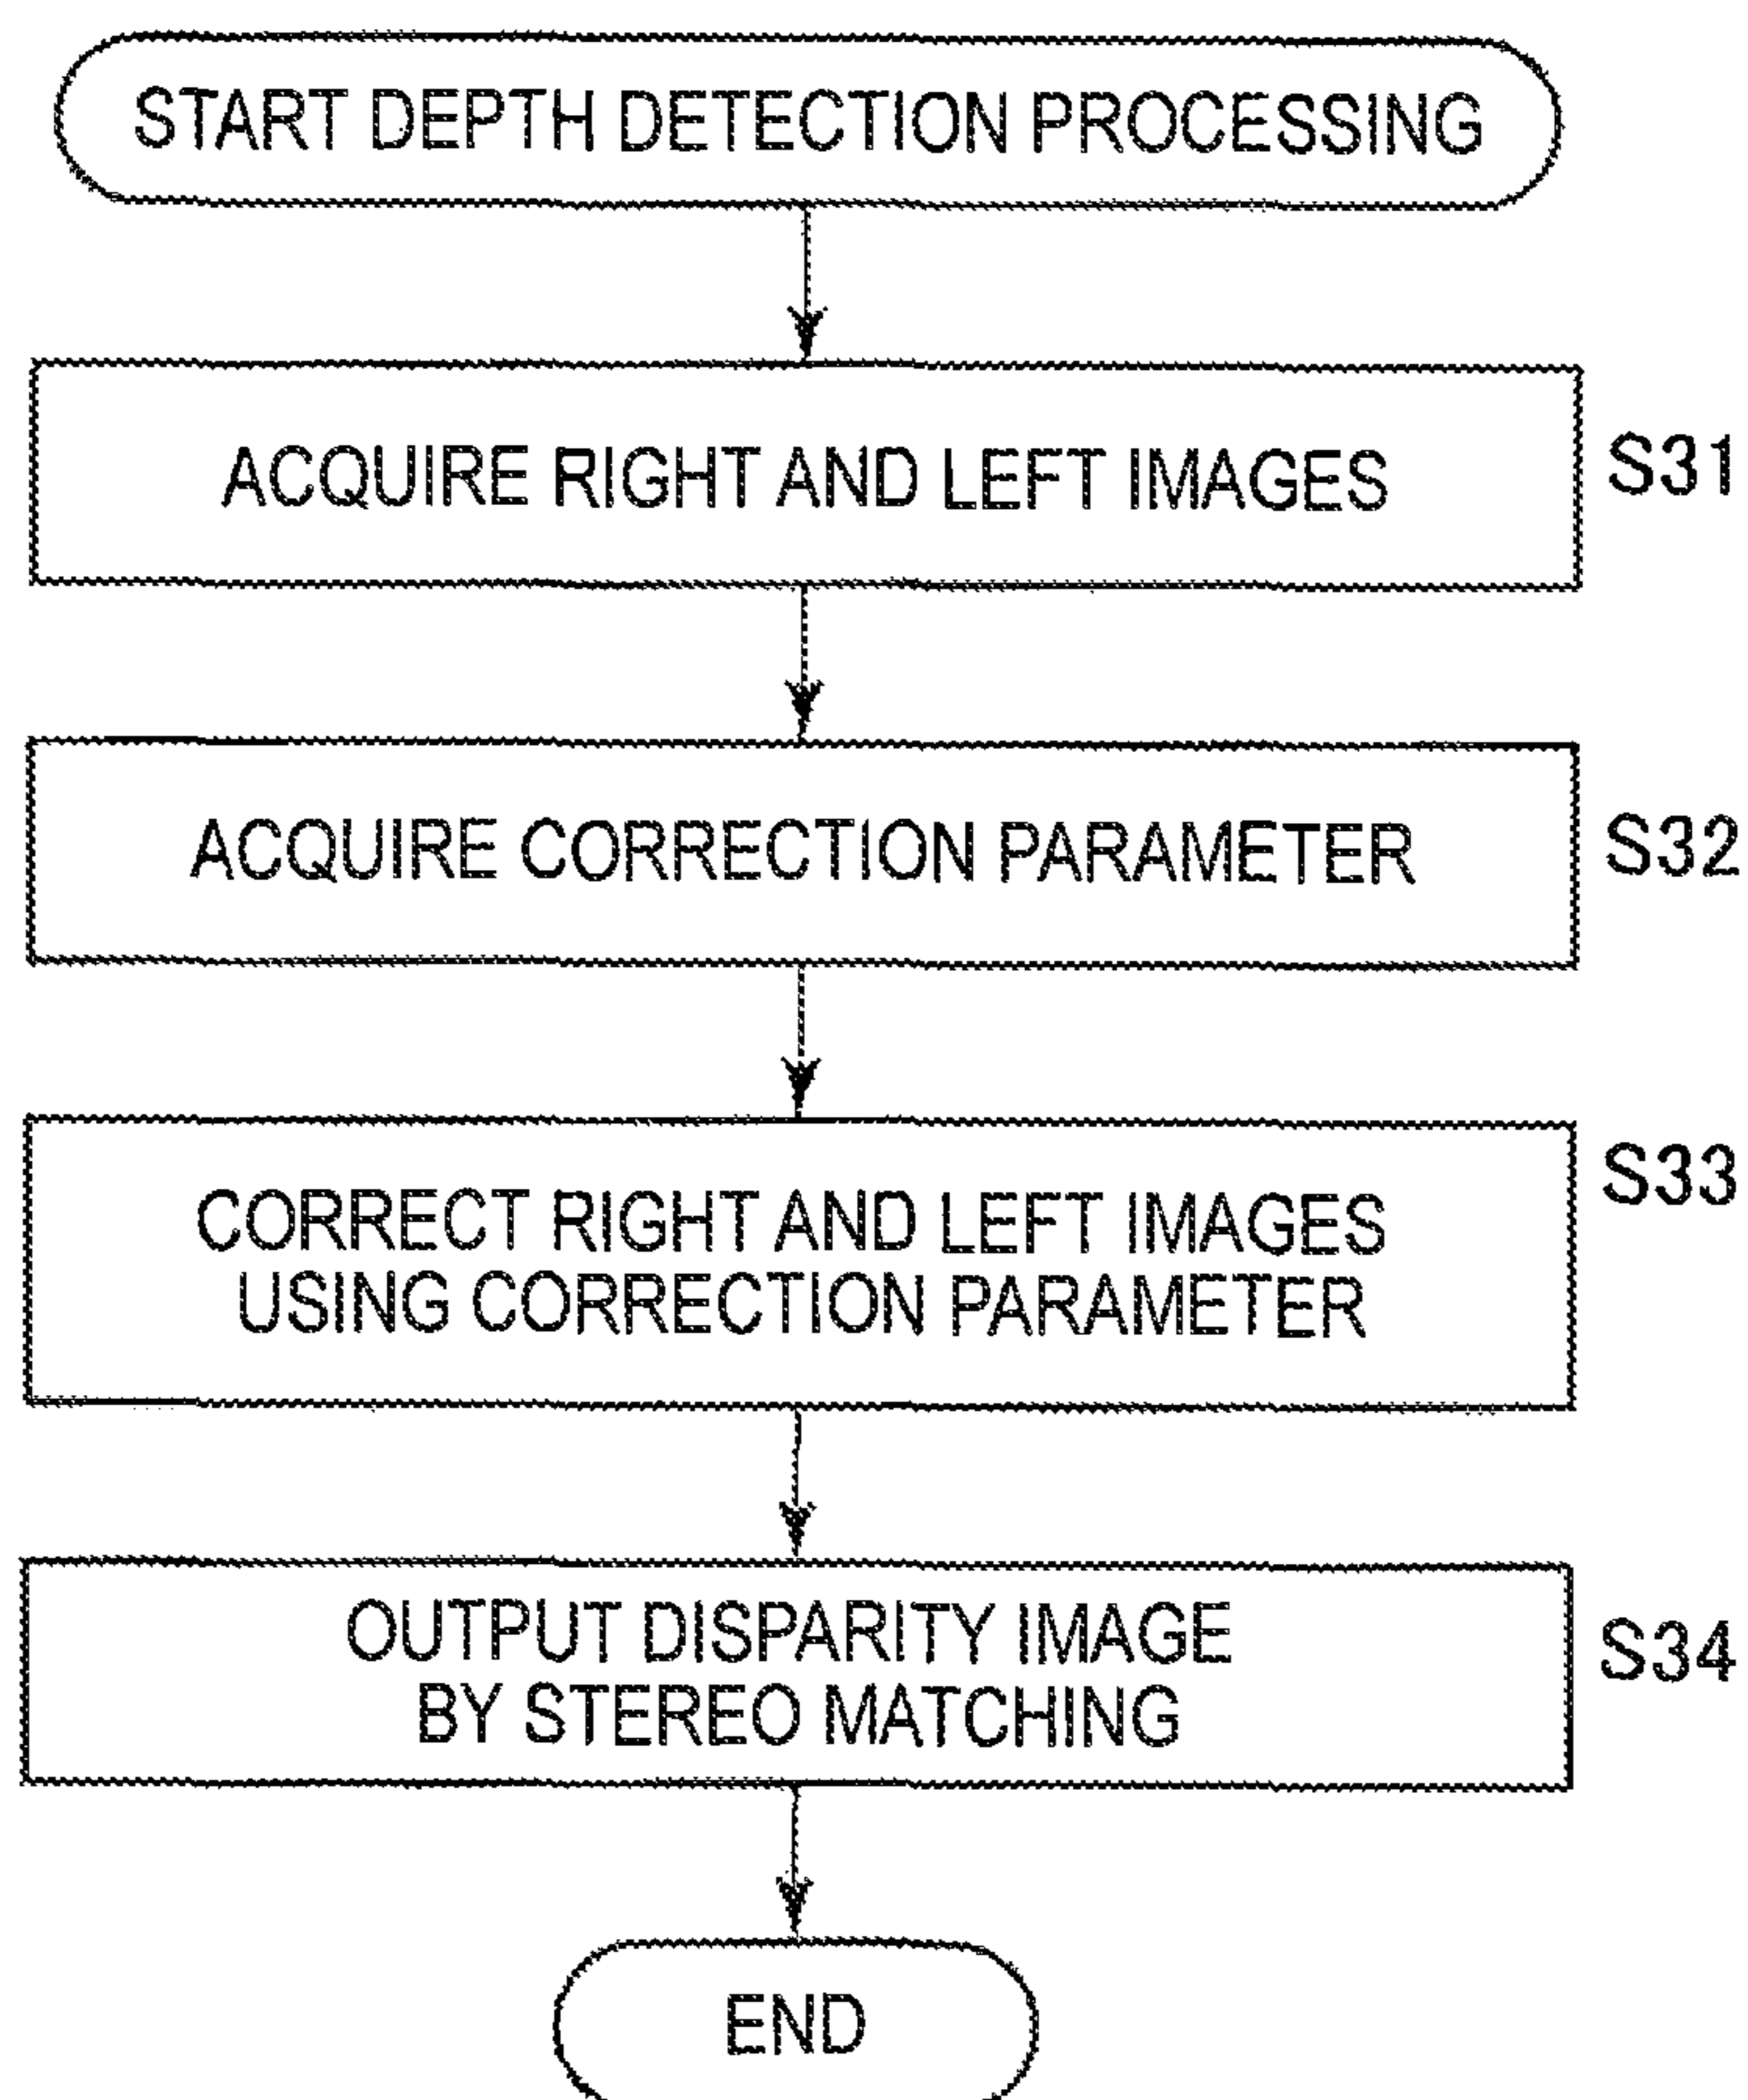 START DEPTH DETECTION PROCESSING
ACQUIRE RIGHT AND LEFT IMAGES
S31
ACQUIRE CORRECTION PARAMETER
S32
CORRECT RIGHT AND LEFT IMAGES
USING CORRECTION PARAMETER
S33
OUTPUT DISPARITY IMAGE
BY STEREO MATCHING
S34
END